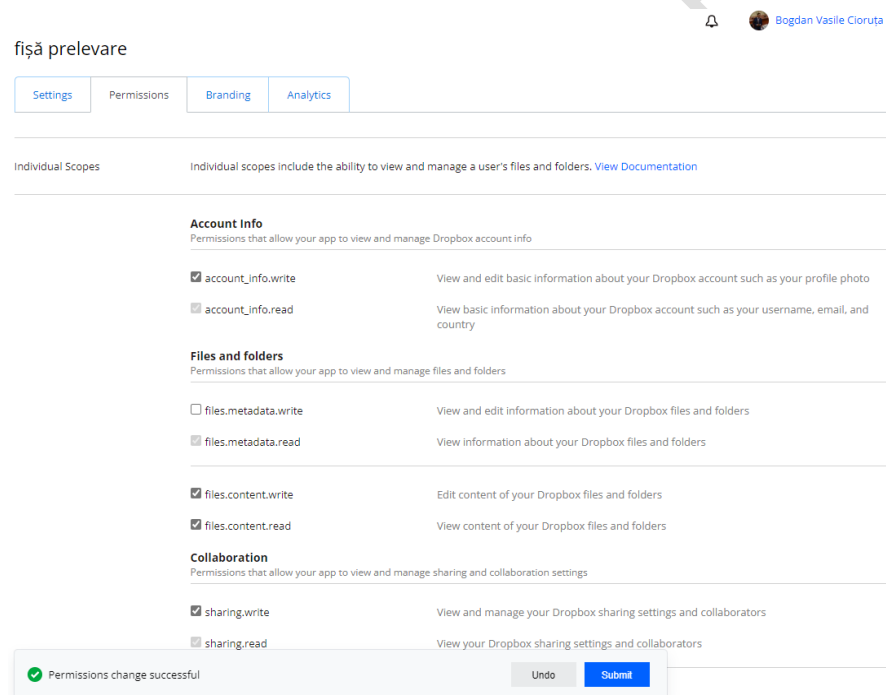 Bogdan Vasile Cioruța
fișă prelevare
Settings Permissions Branding Analytics
Individual Scopes Individual scopes include the ability to view and manage a user's files and folders. View Documentation
Account Info
Permissions that allow your app to view and manage Dropbox account info
account_info.write View and edit basic information about your Dropbox account such as your profile photo
account_info.read View basic information about your Dropbox account such as your username, email, and
country
Files and folders
Permissions that allow your app to view and manage files and folders
files.metadata.write View and edit information about your Dropbox files and folders
files.metadata.read View information about your Dropbox files and folders
files.content.write Edit content of your Dropbox files and folders
files.content.read View content of your Dropbox files and folders
Collaboration
Permissions that allow your app to view and manage sharing and collaboration settings
sharing.write View and manage your Dropbox sharing settings and collaborators
sharing.read View your Dropbox sharing settings and collaborators
Permissions change successful Undo Submit